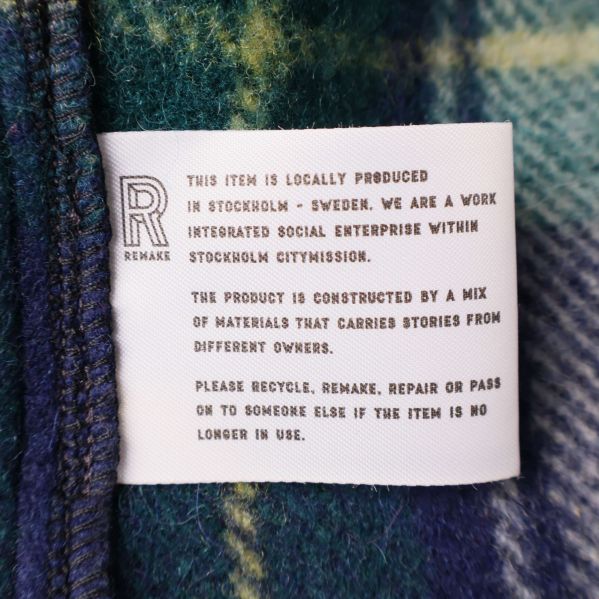 R
REMAKE
THIS ITEM IS LOCALLY PRODUCED
IN STOCKHOLM - SWEDEN. WE ARE A WORK
INTEGRATED SOCIAL ENTERPRISE WITHIN
STOCKHOLM CITYMISSION.
THE PRODUCT IS CONSTRUCTED BY A MIX
OF MATERIALS THAT CARRIES STORIES FROM
DIFFERENT OWNERS.
PLEASE RECYCLE, REMAKE, REPAIR OR PASS
ON TO SOMEONE ELSE IF THE ITEM IS NO
LONGER IN USE.